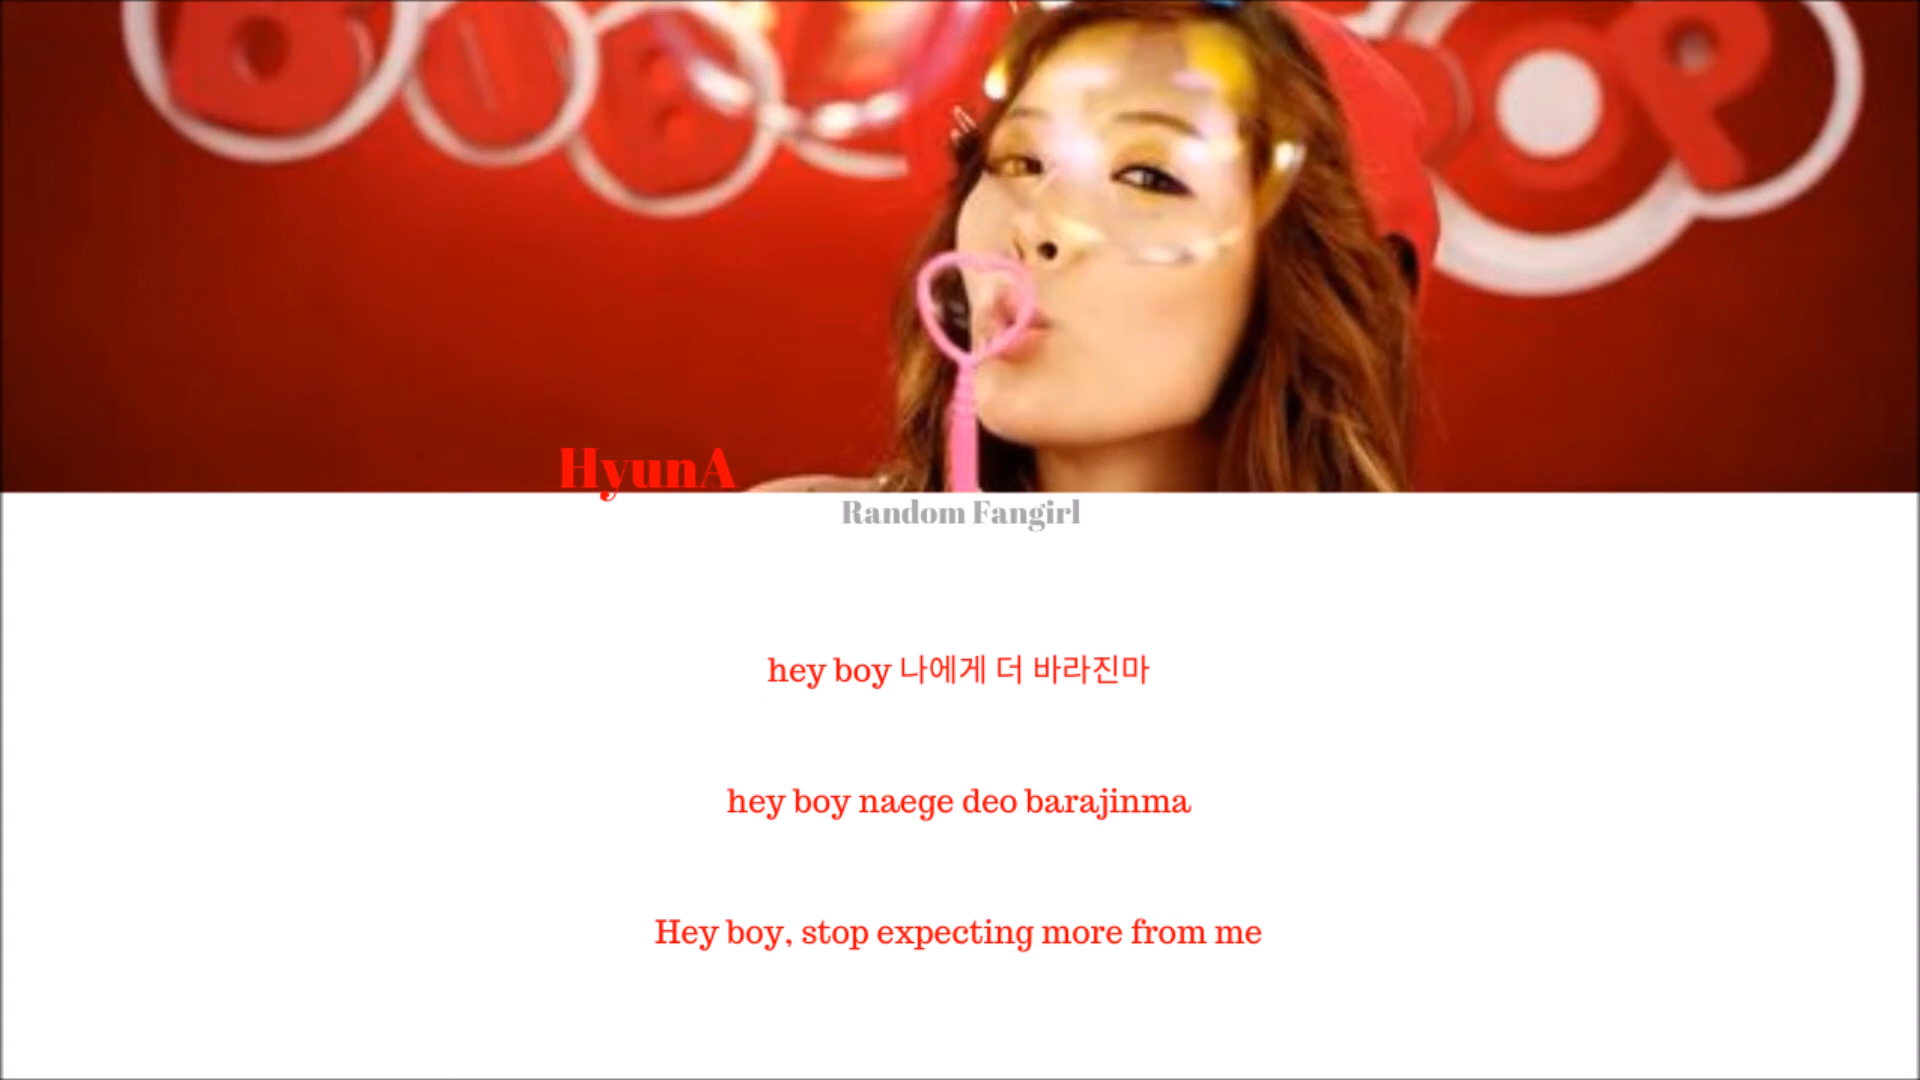 HyunA
Random Fangirl
hey boy 나에게 더 바라진마
hey boy naege deo barajinma
Hey boy, stop expecting more from me